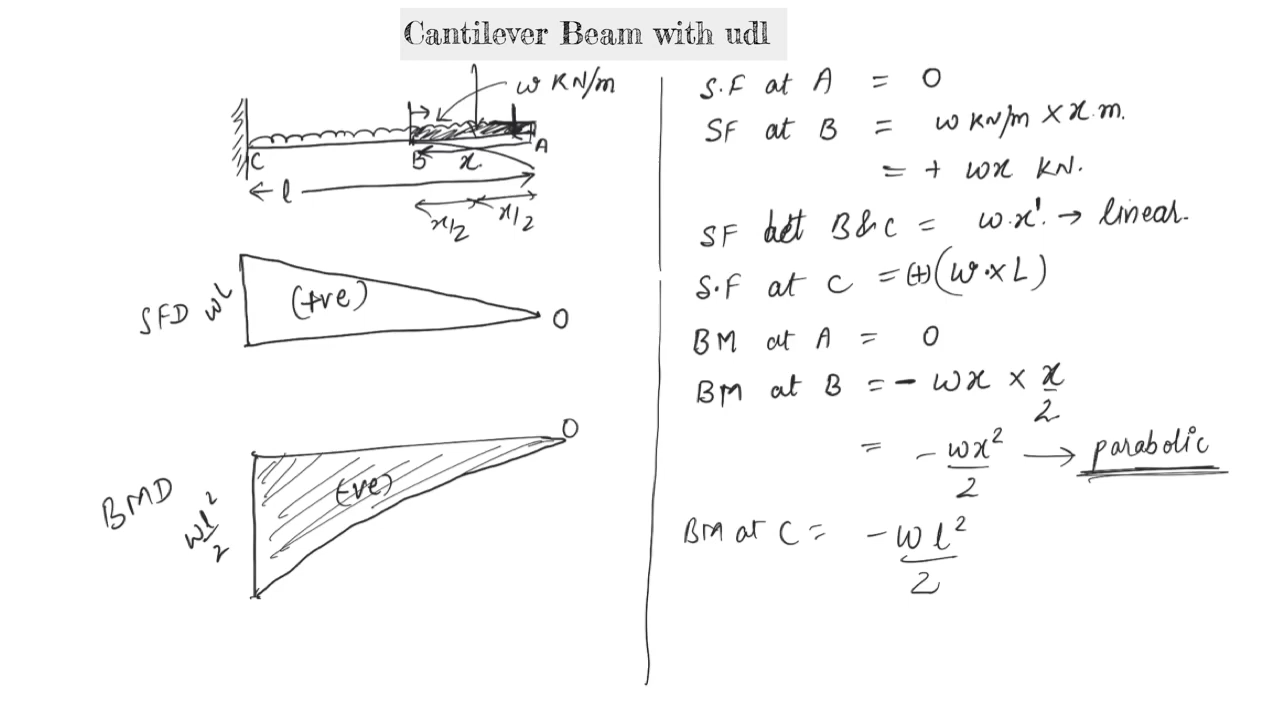 Cantilever Beam with udl
w KN/m
C
B
x
A
l
x/2
x/2
SFD
wl
(+ve)
0
BMD
wl²/2
(-ve)
0
S.F at A = 0
SF at B = w KN/m × x.m.
= + wx KN.
SF bet B & C = w.x'. → linear.
S.F at C = (+)(w.×L)
BM at A = 0
BM at B = - wx × x/2
= - wx²/2 → parabolic
BM at C = - wl²/2